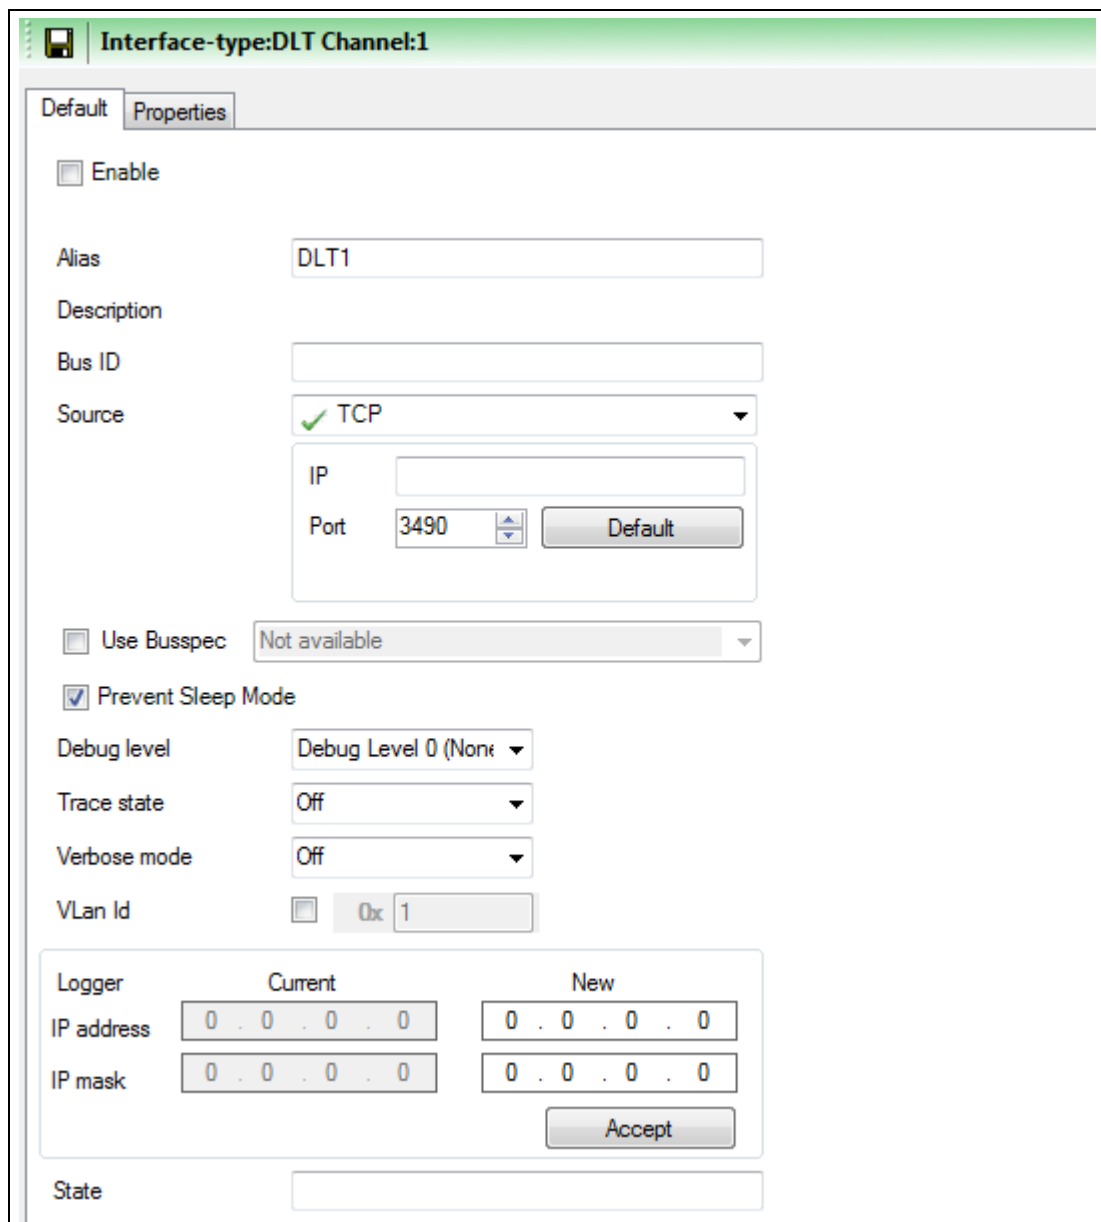 Interface-type:DLT Channel:1
Default Properties
Enable
Alias DLT1
Description
Bus ID
Source TCP
IP
Port 3490 Default
Use Busspec Not available
Prevent Sleep Mode
Debug level Debug Level 0 (None
Trace state Off
Verbose mode Off
VLan Id 0x 1
Logger Current New
IP address 0 . 0 . 0 . 0 0 . 0 . 0 . 0
IP mask 0 . 0 . 0 . 0 0 . 0 . 0 . 0
Accept
State